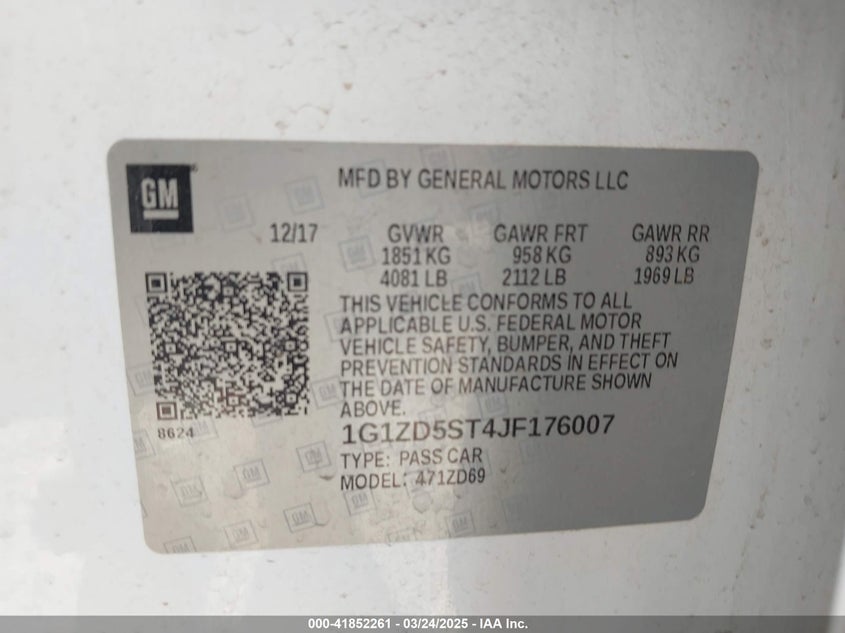 GM
MFD BY GENERAL MOTORS LLC
12/17 GVWR GAWR FRT GAWR RR
1851 KG 958 KG 893 KG
4081 LB 2112 LB 1969 LB
THIS VEHICLE CONFORMS TO ALL
APPLICABLE U.S. FEDERAL MOTOR
VEHICLE SAFETY, BUMPER, AND THEFT
PREVENTION STANDARDS IN EFFECT ON
THE DATE OF MANUFACTURE SHOWN
ABOVE.
8624
1G1ZD5ST4JF176007
TYPE: PASS CAR
MODEL: 471ZD69
000-41852261 - 03/24/2025 - IAA Inc.